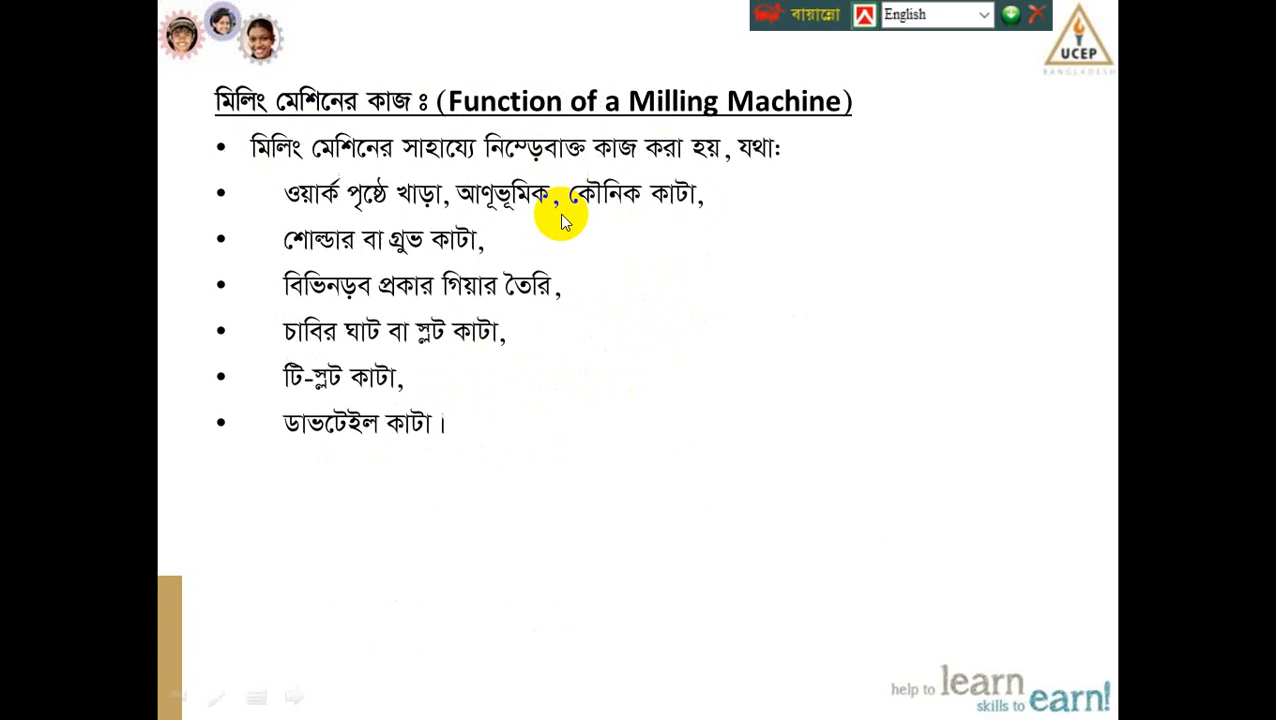 বায়ান্নো English
UCEP
BANGLADESH
মিলিং মেশিনের কাজ ঃ (Function of a Milling Machine)
• মিলিং মেশিনের সাহায্যে নিম্ড়েবাক্ত কাজ করা হয়, যথা:
• ওয়ার্ক পৃষ্ঠে খাড়া, আণূভূমিক, কৌনিক কাটা,
• শোল্ডার বা গ্রুভ কাটা,
• বিভিনড়ব প্রকার গিয়ার তৈরি,
• চাবির ঘাট বা স্লট কাটা,
• টি-স্লট কাটা,
• ডাভটেইল কাটা।
help to learn
skills to earn!